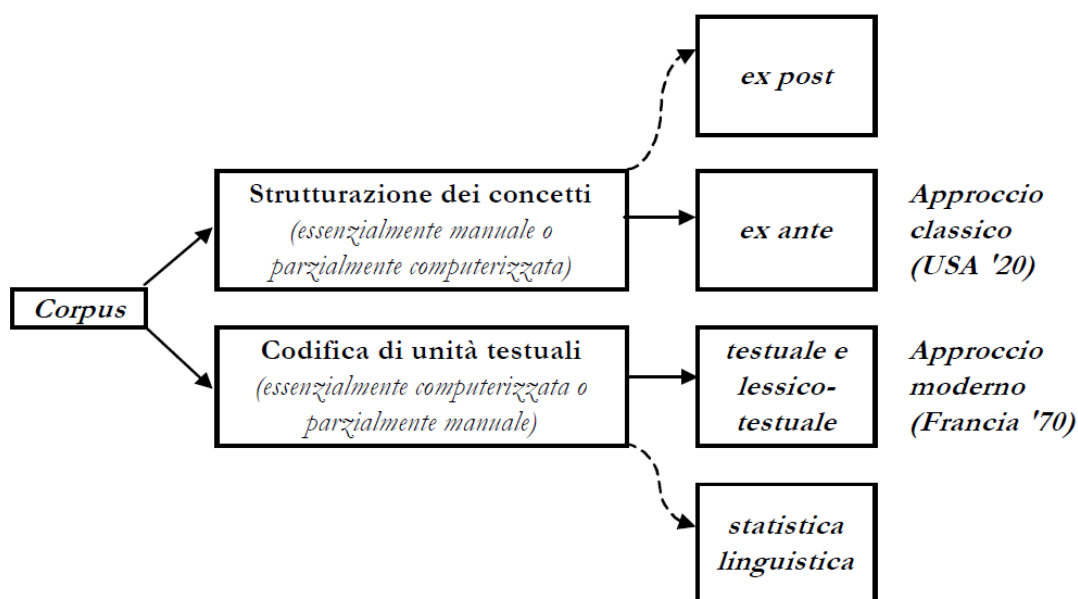 ex post
Strutturazione dei concetti
(essenzialmente manuale o
parzialmente computerizzata)
ex ante
Approccio
classico
(USA '20)
Corpus
Codifica di unità testuali
(essenzialmente computerizzata o
parzialmente manuale)
testuale e
lessico-
testuale
Approccio
moderno
(Francia '70)
statistica
linguistica